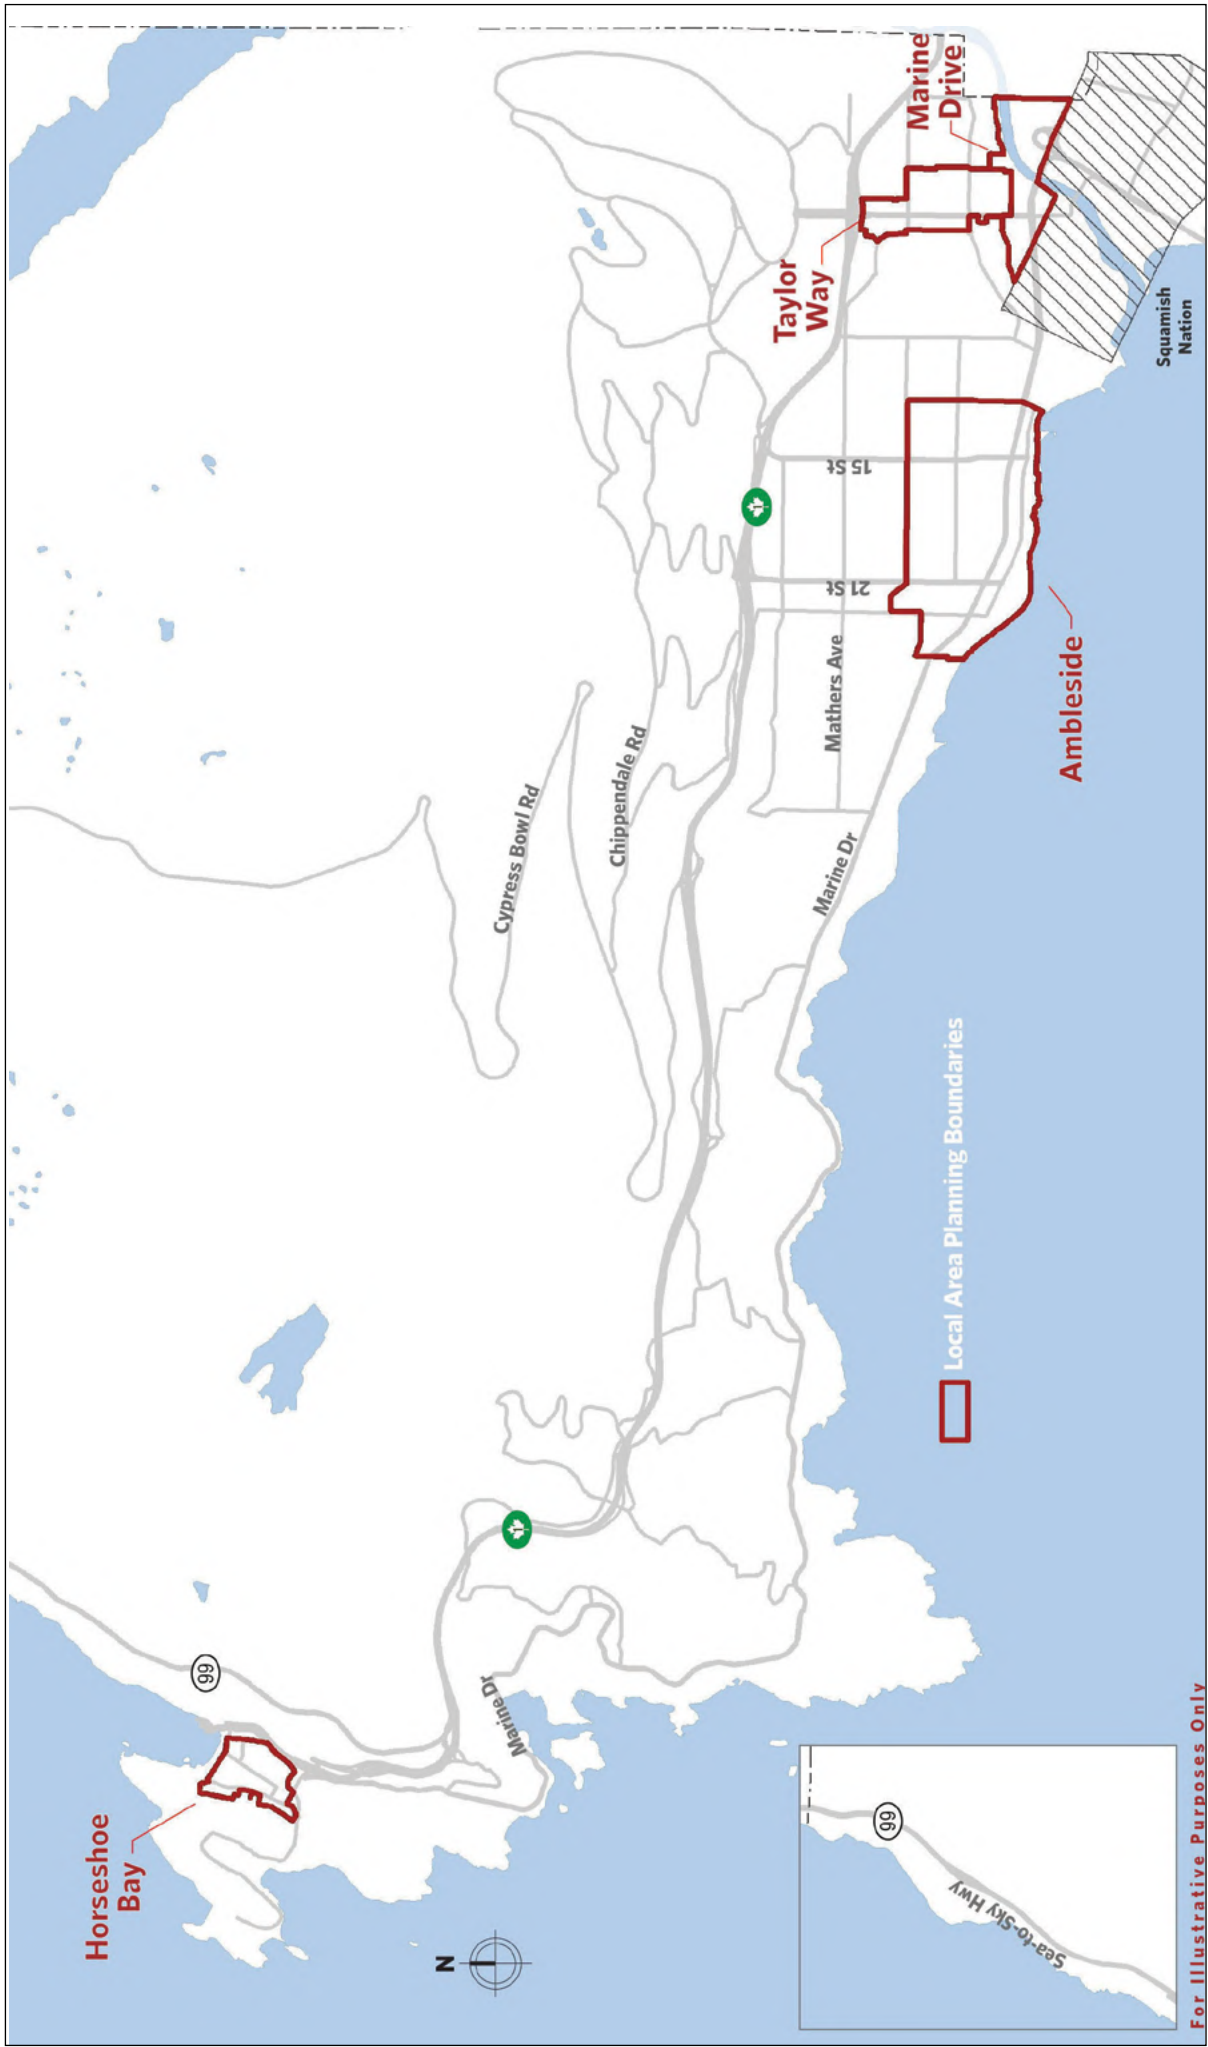 Horseshoe
Bay
99
Marine Dr
1
Cypress Bowl Rd
Chippendale Rd
Marine Dr
Mathers Ave
21 St
15 St
1
Taylor
Way
Marine
Drive
Ambleside
Squamish
Nation
Local Area Planning Boundaries
N
99
Sea-to-Sky Hwy
For Illustrative Purposes Only